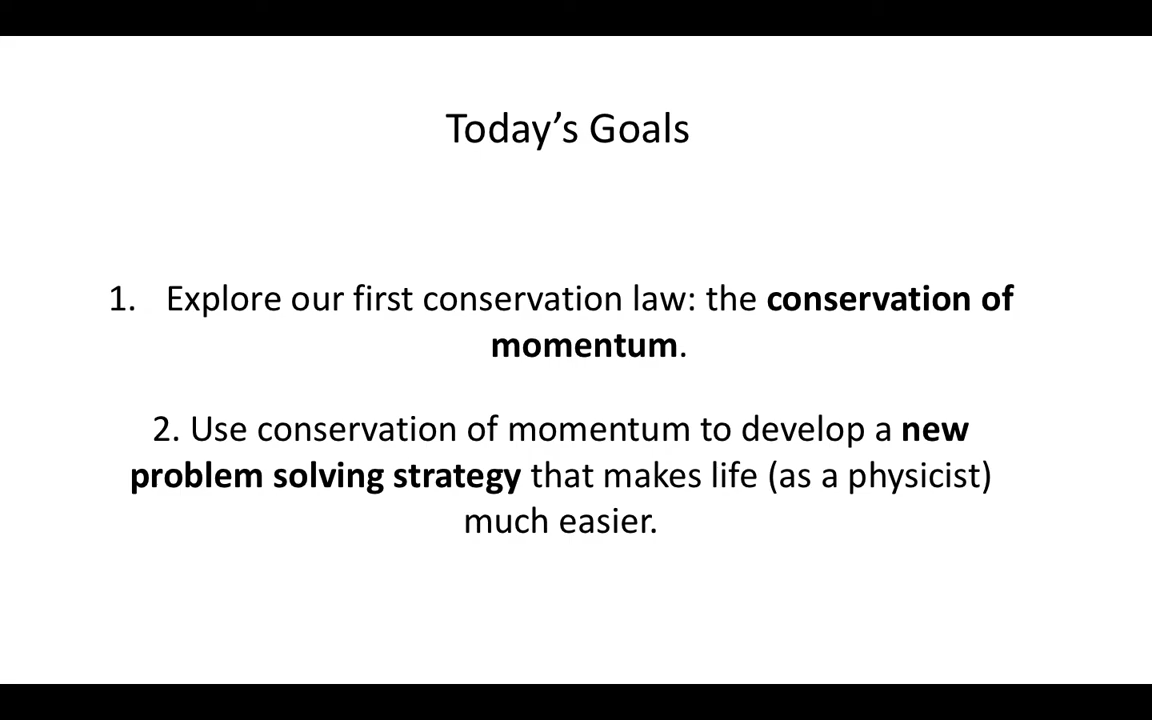 Today’s Goals
1. Explore our first conservation law: the conservation of
momentum.
2. Use conservation of momentum to develop a new
problem solving strategy that makes life (as a physicist)
much easier.